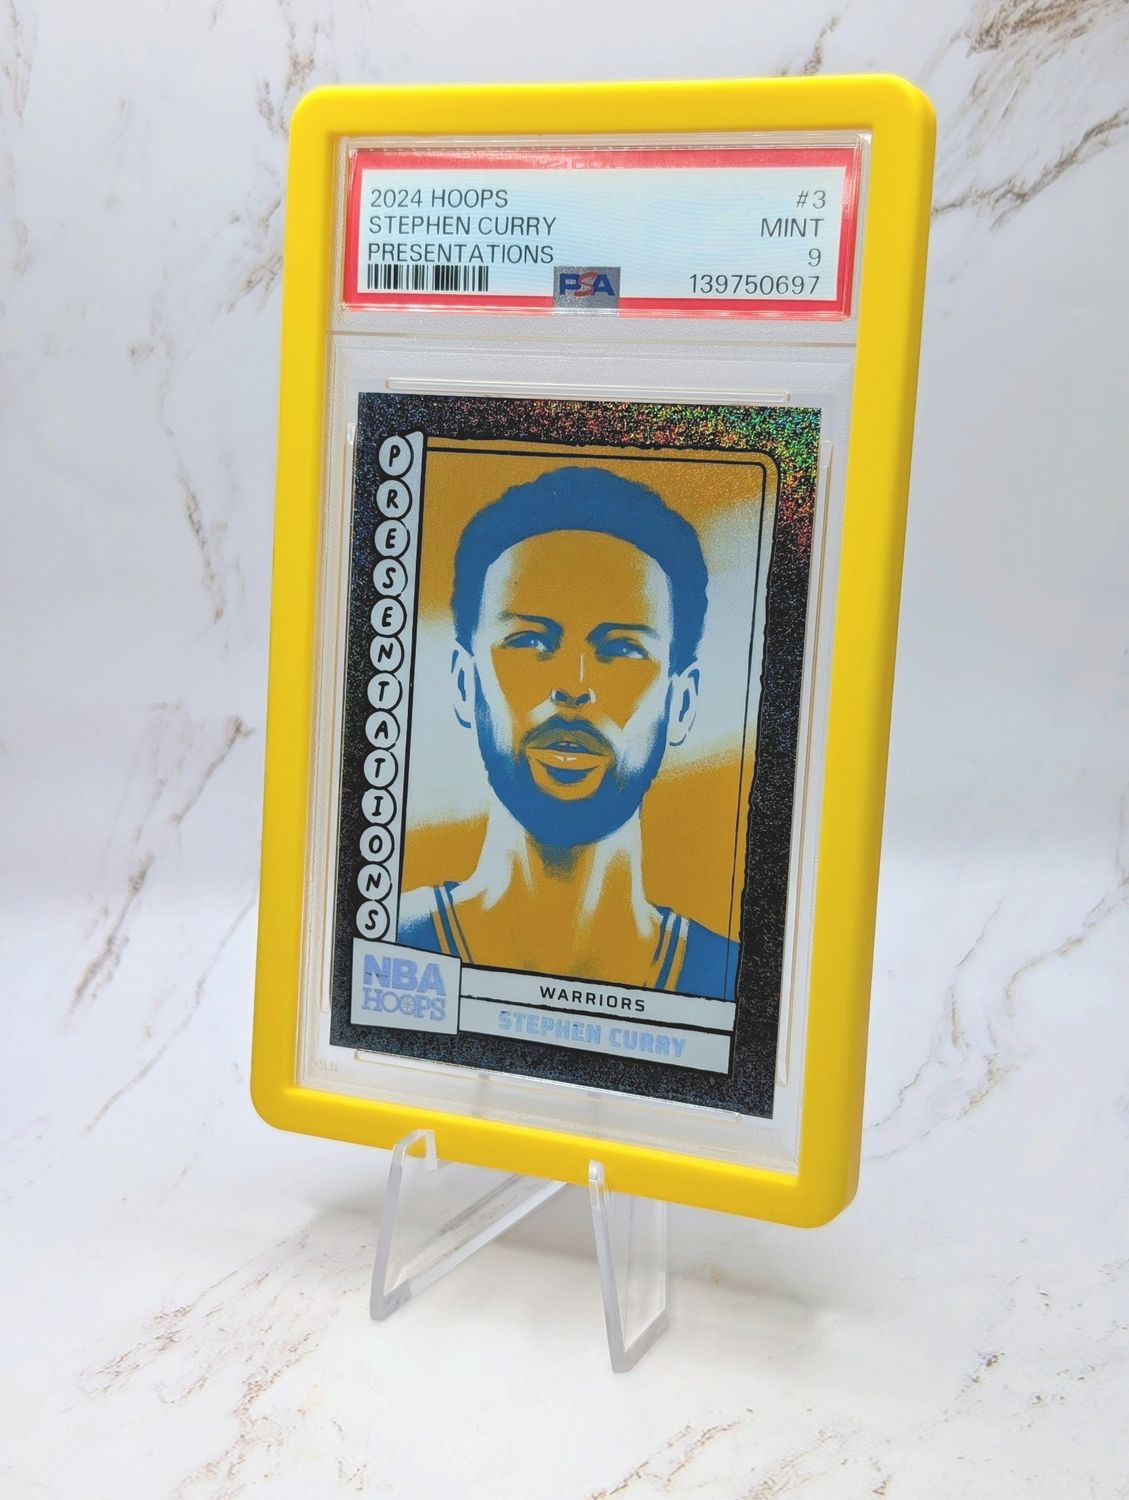 2024 HOOPS #3
STEPHEN CURRY MINT
PRESENTATIONS 9
PSA 139750697
PRESENTATIONS
NBA
HOOPS
WARRIORS
STEPHEN CURRY